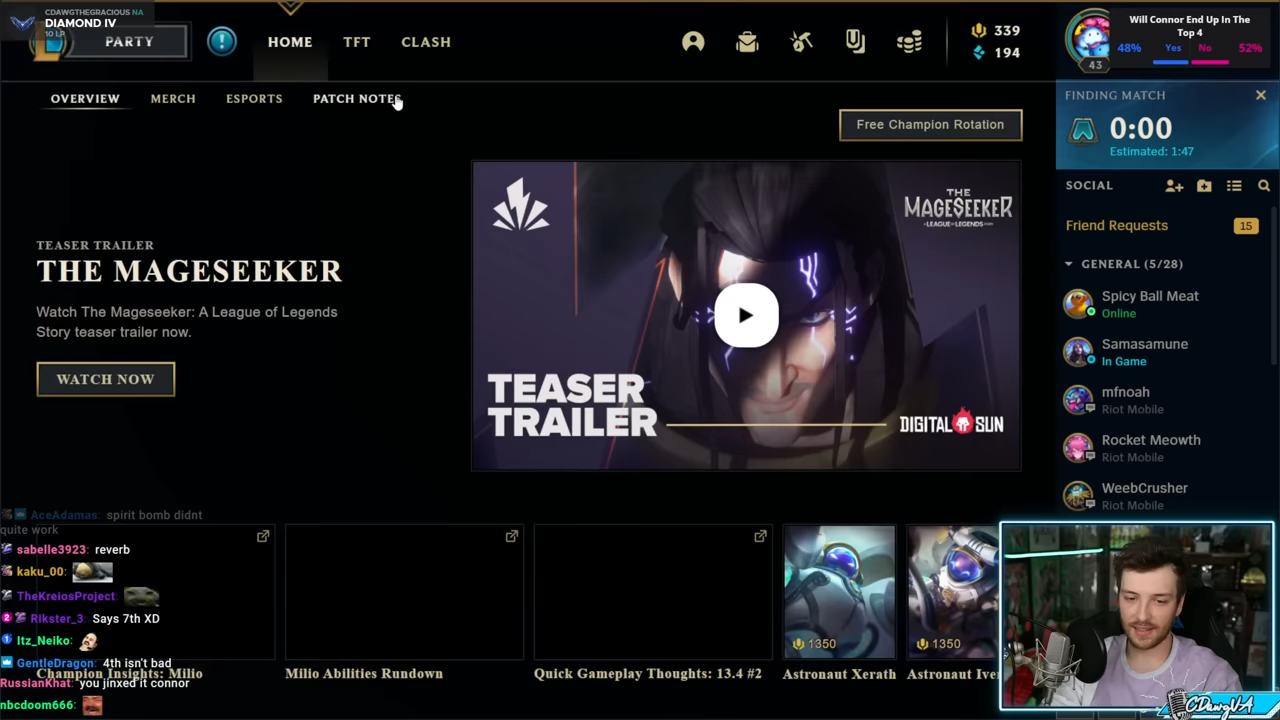 CDAWGTHEGRACIOUS NA
DIAMOND IV
10 LP
PARTY
HOME
TFT
CLASH
339
194
43
Will Connor End Up In The
Top 4
48% Yes No 52%
OVERVIEW
MERCH
ESPORTS
PATCH NOTES
Free Champion Rotation
FINDING MATCH
0:00
Estimated: 1:47
SOCIAL
Friend Requests
15
GENERAL (5/28)
Spicy Ball Meat
Online
Samasamune
In Game
mfnoah
Riot Mobile
Rocket Meowth
Riot Mobile
WeebCrusher
Riot Mobile
TEASER TRAILER
THE MAGESEEKER
Watch The Mageseeker: A League of Legends
Story teaser trailer now.
WATCH NOW
THE
MAGESEEKER
LEAGUE OF LEGENDS
TEASER
TRAILER
DIGITAL SUN
AceAdamas: spirit bomb didnt
quite work
sabelle3923: reverb
kaku_00:
TheKreiosProject:
2 Rikster_3: Says 7th XD
Itz_Neiko:
GentleDragon: 4th isn't bad
RussianKhat: you jinxed it connor
nbcdoom666:
Champion Insights: Milio
Milio Abilities Rundown
Quick Gameplay Thoughts: 13.4 #2
1350
Astronaut Xerath
1350
Astronaut Iver
CDawgVA